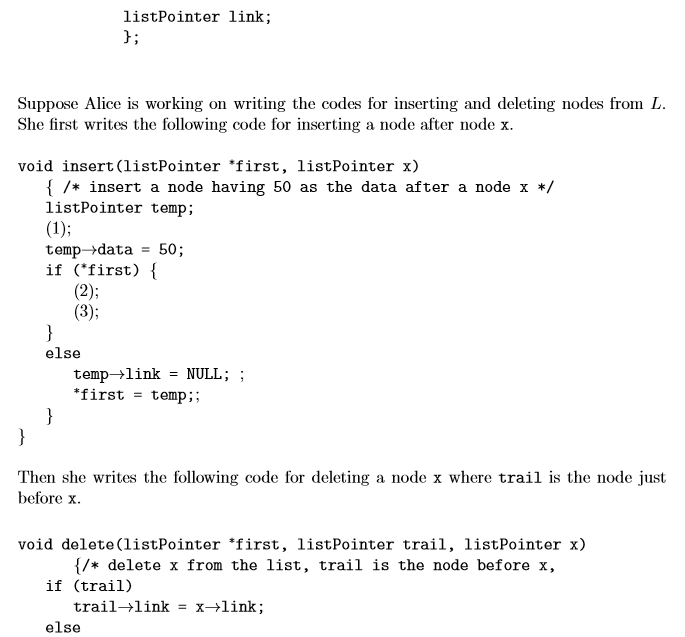 listPointer link;
};
Suppose Alice is working on writing the codes for inserting and deleting nodes from L.
She first writes the following code for inserting a node after node x.
void insert(listPointer *first, listPointer x)
{ /* insert a node having 50 as the data after a node x */
listPointer temp;
(1);
temp→data = 50;
if (*first) {
(2);
(3);
}
else
temp→link = NULL; ;
*first = temp;;
}
}
Then she writes the following code for deleting a node x where trail is the node just
before x.
void delete(listPointer *first, listPointer trail, listPointer x)
{/* delete x from the list, trail is the node before x,
if (trail)
trail→link = x→link;
else